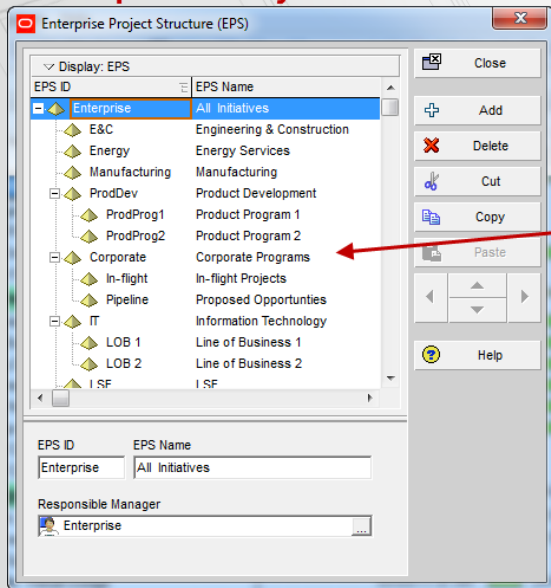 Enterprise Project Structure (EPS)
Display: EPS
EPS ID EPS Name
Enterprise All Initiatives
E&C Engineering & Construction
Energy Energy Services
Manufacturing Manufacturing
ProdDev Product Development
ProdProg1 Product Program 1
ProdProg2 Product Program 2
Corporate Corporate Programs
In-flight In-flight Projects
Pipeline Proposed Opportunties
IT Information Technology
LOB 1 Line of Business 1
LOB 2 Line of Business 2
Close
Add
Delete
Cut
Copy
Paste
Help
EPS ID EPS Name
Enterprise All Initiatives
Responsible Manager
Enterprise
...